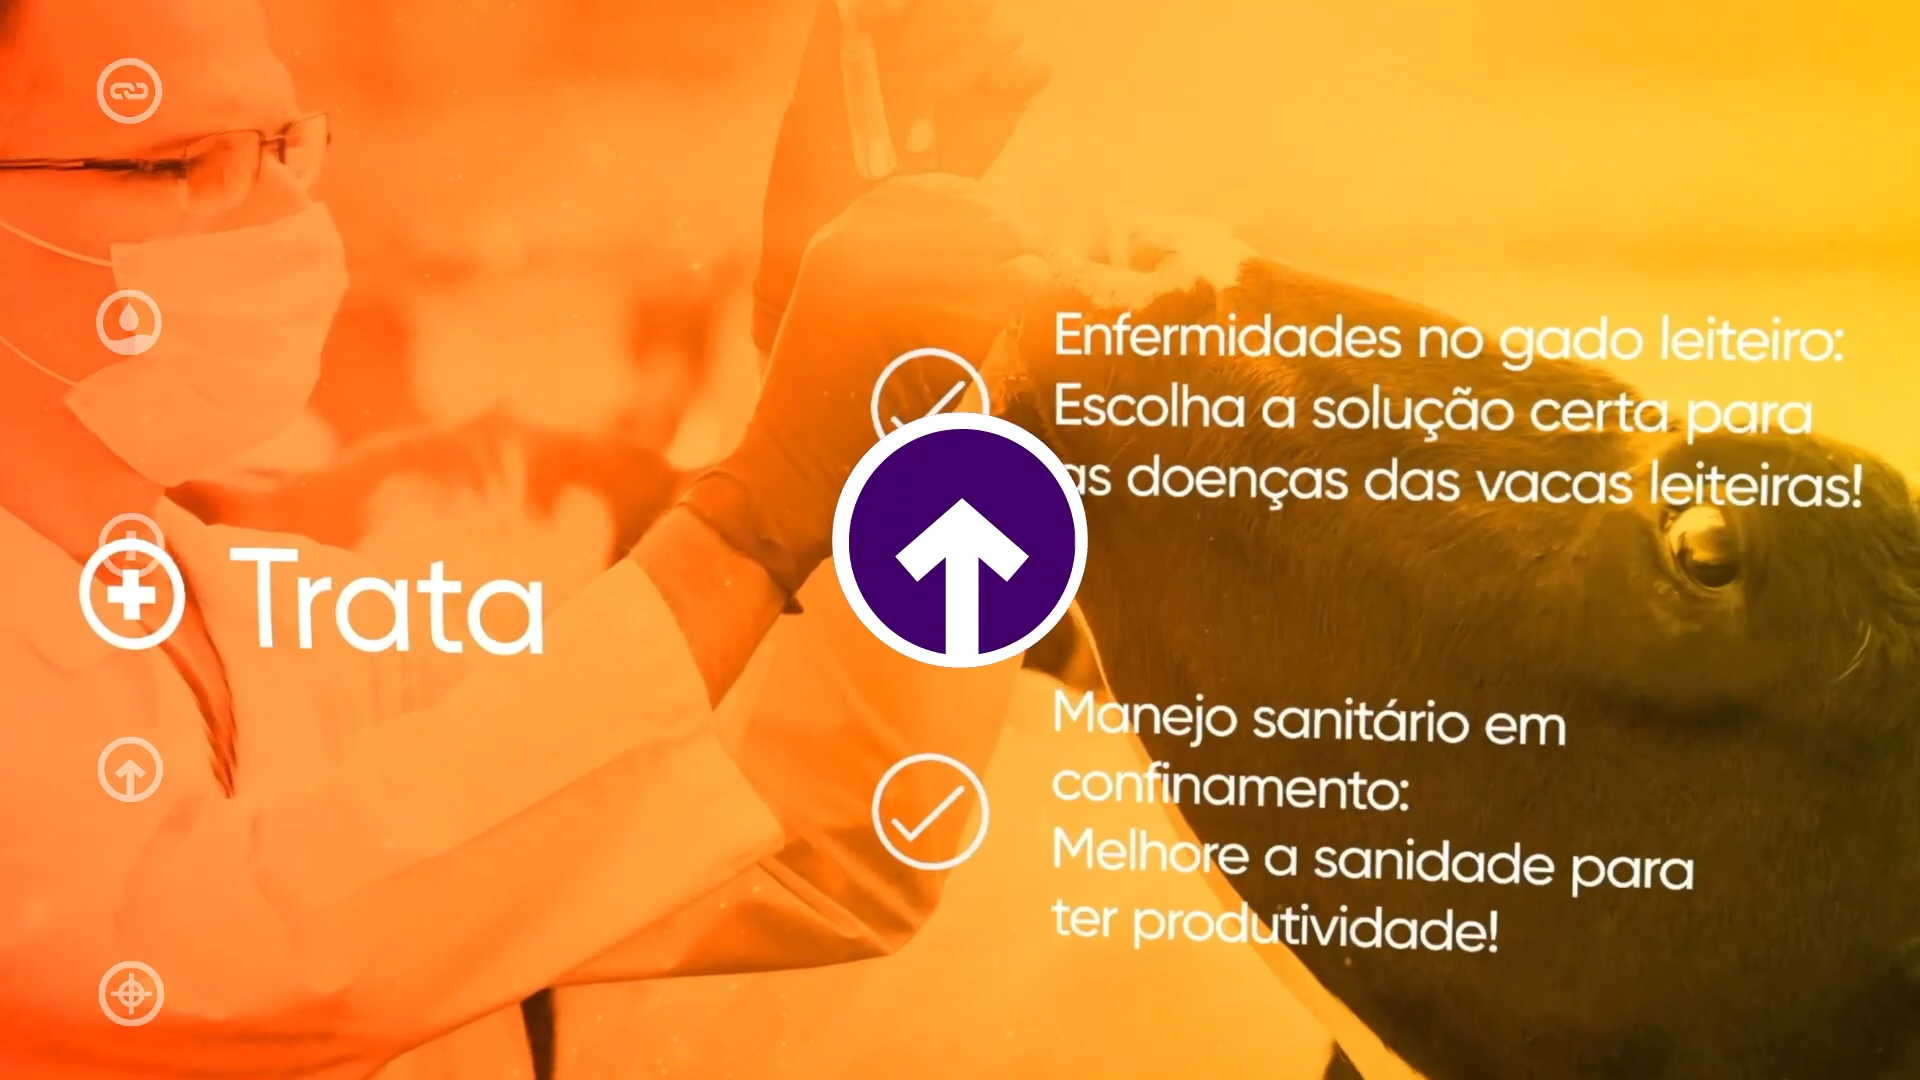 Trata
Enfermidades no gado leiteiro:
Escolha a solução certa para
as doenças das vacas leiteiras!
Manejo sanitário em
confinamento:
Melhore a sanidade para
ter produtividade!